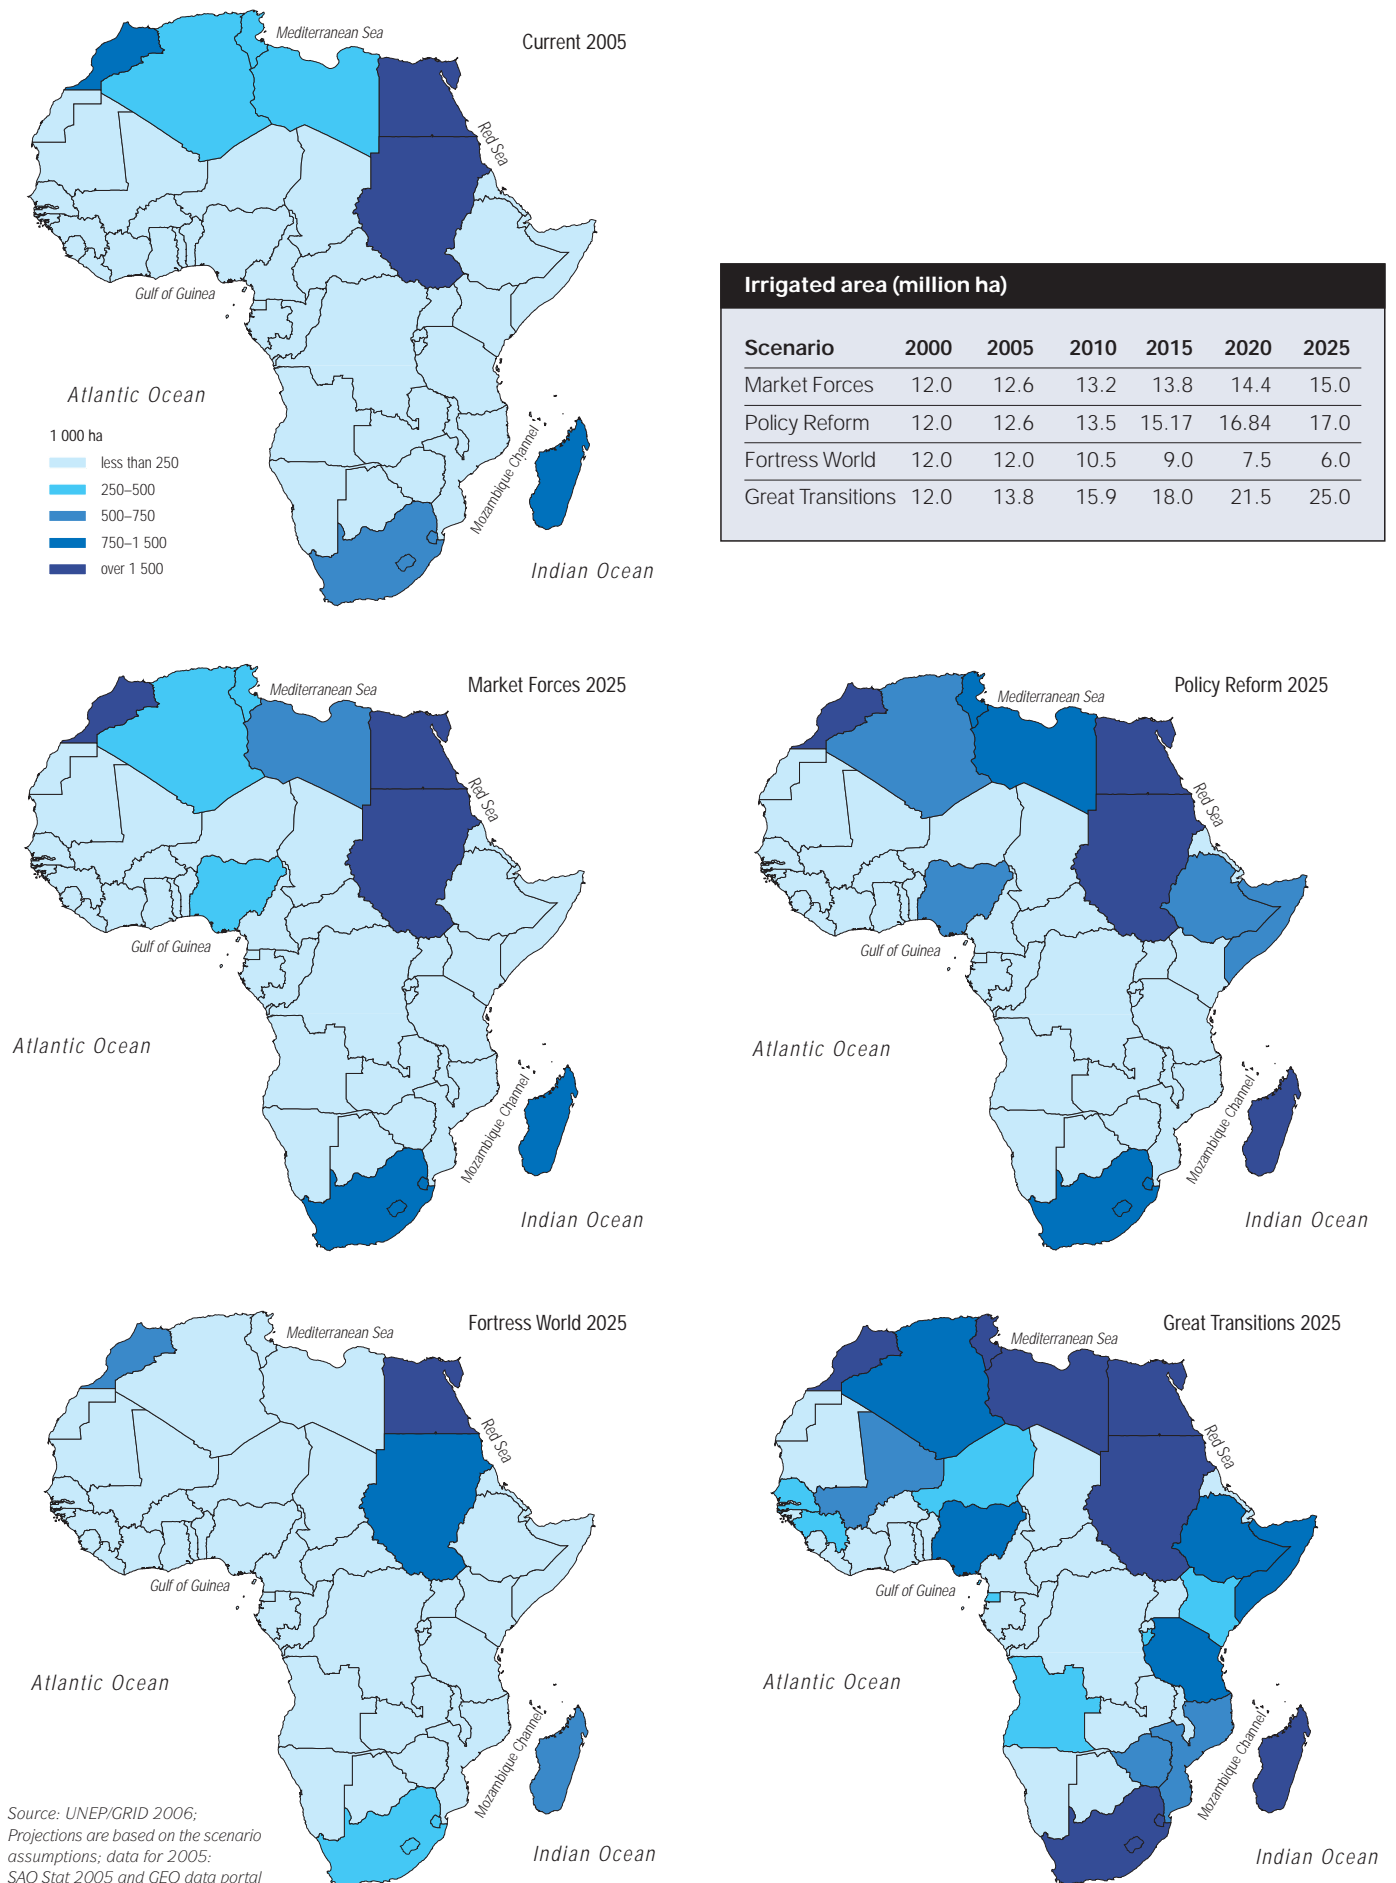 Mediterranean Sea
Current 2005
Red Sea
Gulf of Guinea
Atlantic Ocean
Mozambique Channel
Indian Ocean
1 000 ha
less than 250
250–500
500–750
750–1 500
over 1 500
Irrigated area (million ha)
Scenario 2000 2005 2010 2015 2020 2025
Market Forces 12.0 12.6 13.2 13.8 14.4 15.0
Policy Reform 12.0 12.6 13.5 15.17 16.84 17.0
Fortress World 12.0 12.0 10.5 9.0 7.5 6.0
Great Transitions 12.0 13.8 15.9 18.0 21.5 25.0
Mediterranean Sea
Market Forces 2025
Red Sea
Gulf of Guinea
Atlantic Ocean
Mozambique Channel
Indian Ocean
Mediterranean Sea
Policy Reform 2025
Red Sea
Gulf of Guinea
Atlantic Ocean
Mozambique Channel
Indian Ocean
Mediterranean Sea
Fortress World 2025
Red Sea
Gulf of Guinea
Atlantic Ocean
Mozambique Channel
Indian Ocean
Mediterranean Sea
Great Transitions 2025
Red Sea
Gulf of Guinea
Atlantic Ocean
Mozambique Channel
Indian Ocean
Source: UNEP/GRID 2006;
Projections are based on the scenario
assumptions; data for 2005:
SAO Stat 2005 and GEO data portal